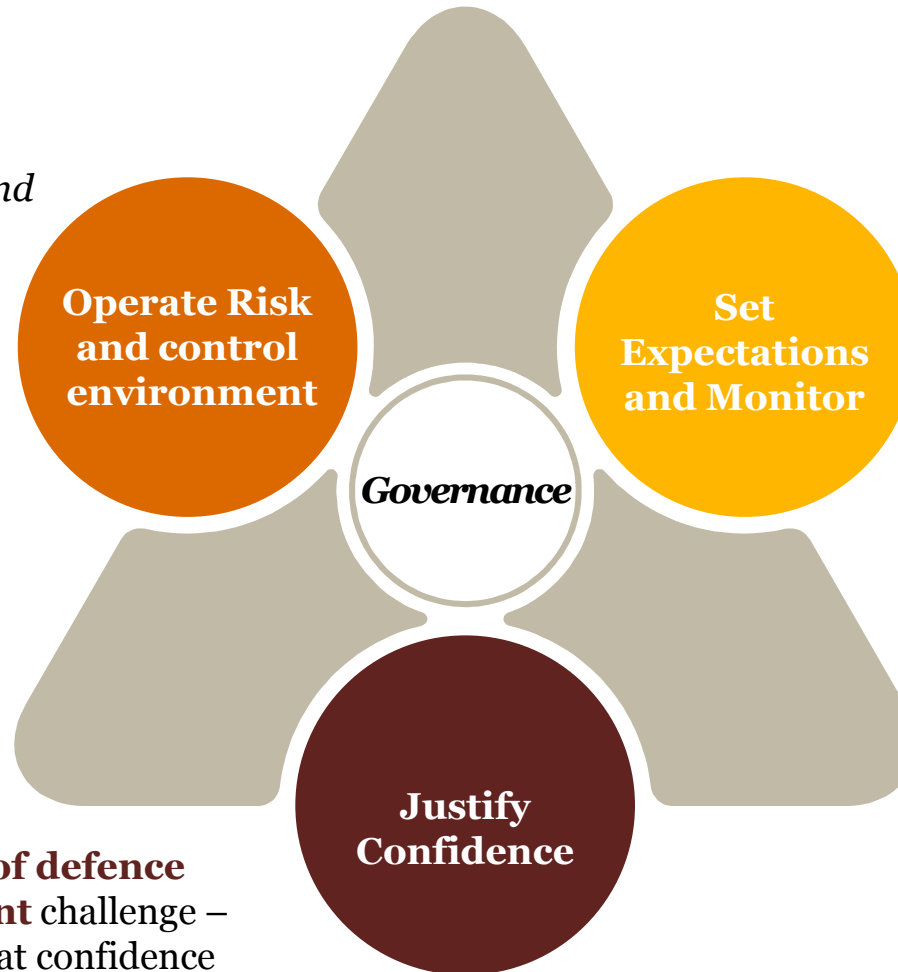 nd
Operate Risk
and control
environment
Set
Expectations
and Monitor
Governance
Justify
Confidence
of defence
nt challenge –
at confidence